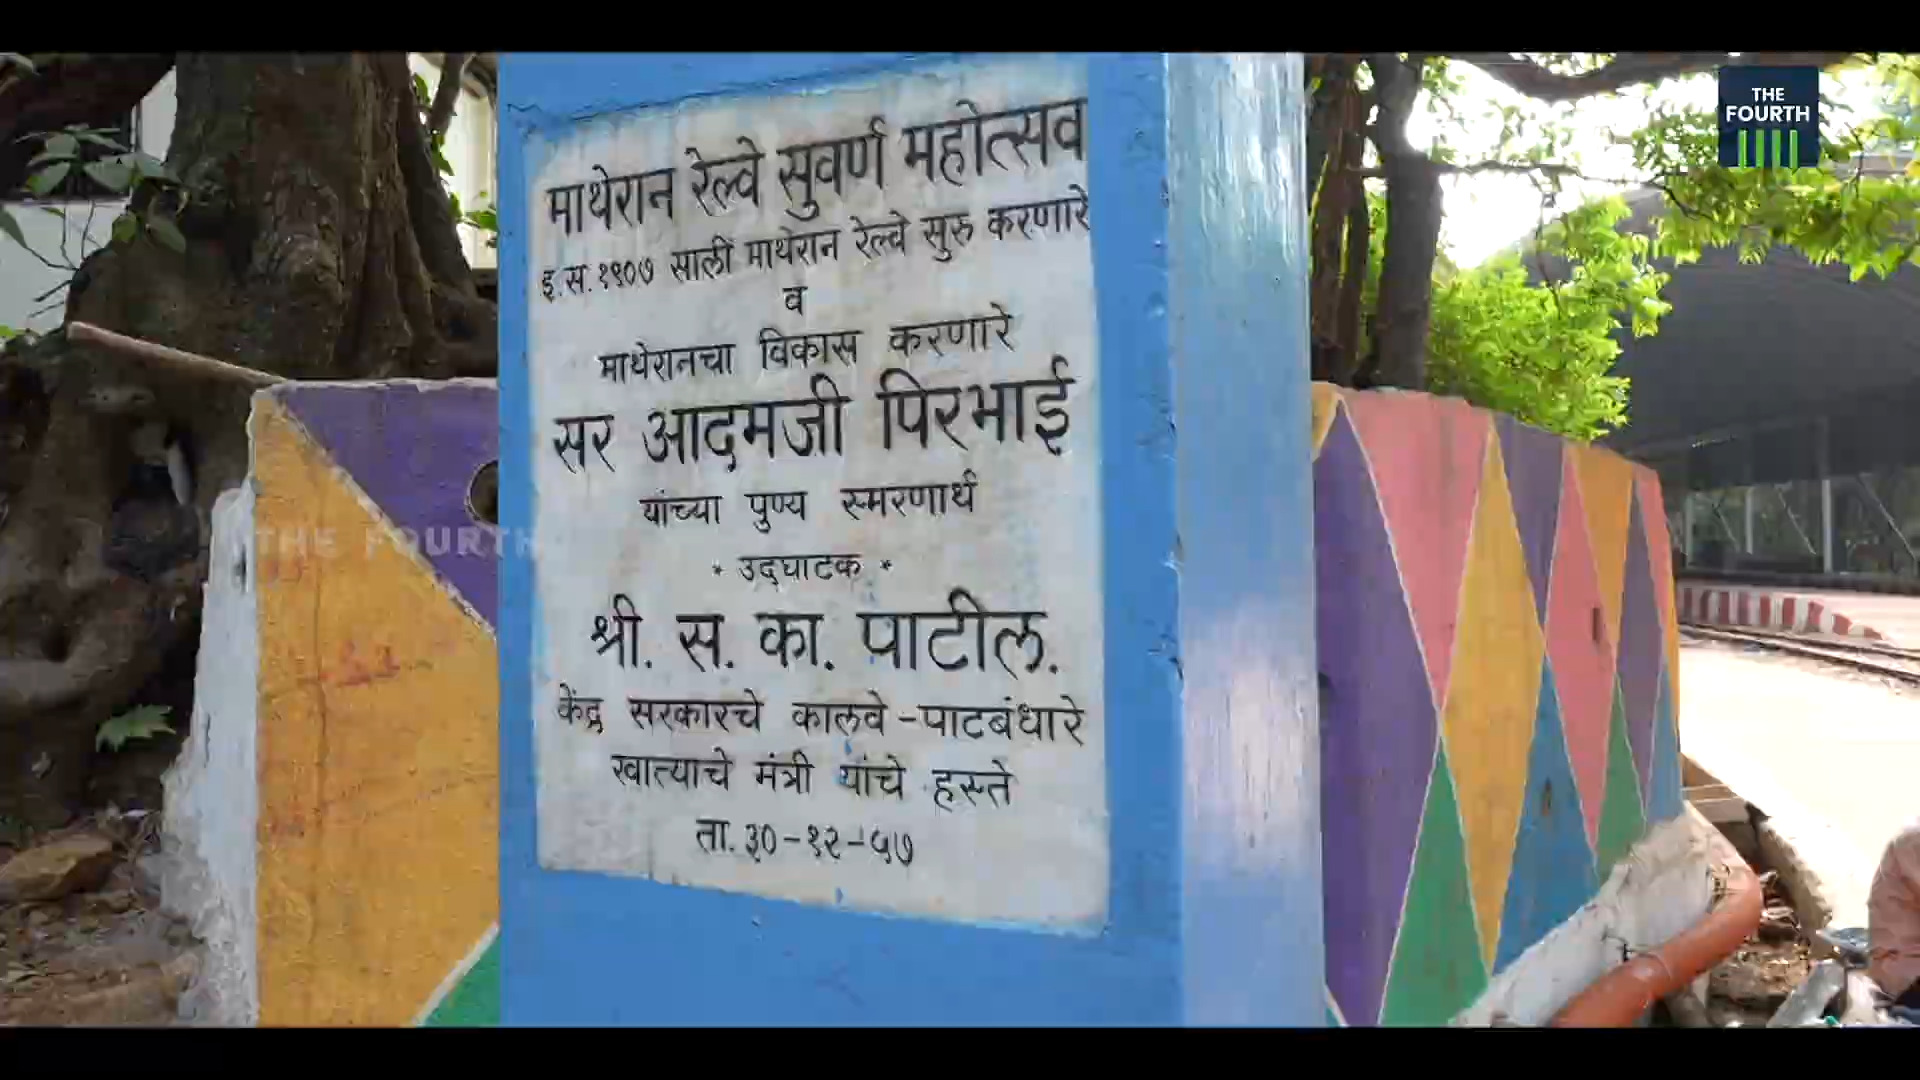 माथेरान रेल्वे सुवर्ण महोत्सव
इ.स.१९०७ साली माथेरान रेल्वे सुरु करणारे
व
माथेरानचा विकास करणारे
सर आदमजी पिरभाई
यांच्या पुण्य स्मरणार्थ
* उदघाटक *
श्री. स. का. पाटील.
केंद्र सरकारचे कालवे-पाटबंधारे
खात्याचे मंत्री यांचे हस्ते
ता. ३०-१२-५७
THE FOURTH
THE
FOURTH